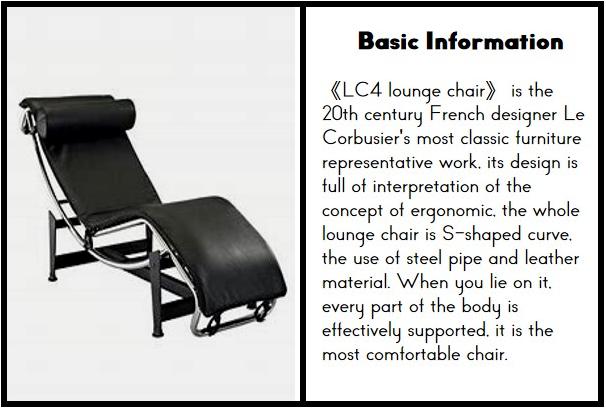 Basic Information
《LC4 lounge chair》 is the
20th century French designer Le
Corbusier's most classic furniture
representative work, its design is
full of interpretation of the
concept of ergonomic, the whole
lounge chair is S-shaped curve,
the use of steel pipe and leather
material. When you lie on it,
every part of the body is
effectively supported, it is the
most comfortable chair.